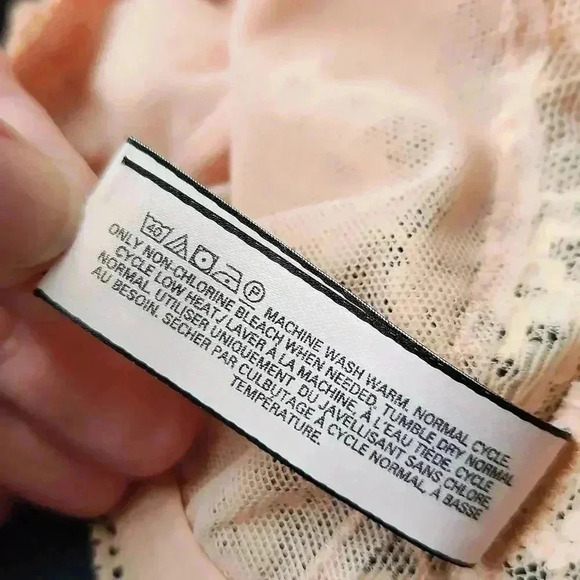 40 P MACHINE WASH WARM, NORMAL CYCLE.
ONLY NON-CHLORINE BLEACH WHEN NEEDED. TUMBLE DRY NORMAL
CYCLE LOW HEAT / LAVER À LA MACHINE, À L'EAU TIEDE, CYCLE
NORMAL. UTILISER UNIQUEMENT DU JAVELLISANT SANS CHLORE
AU BESOIN. SÉCHER PAR CULBUTAGE À CYCLE NORMAL, À BASSE
TEMPÉRATURE.